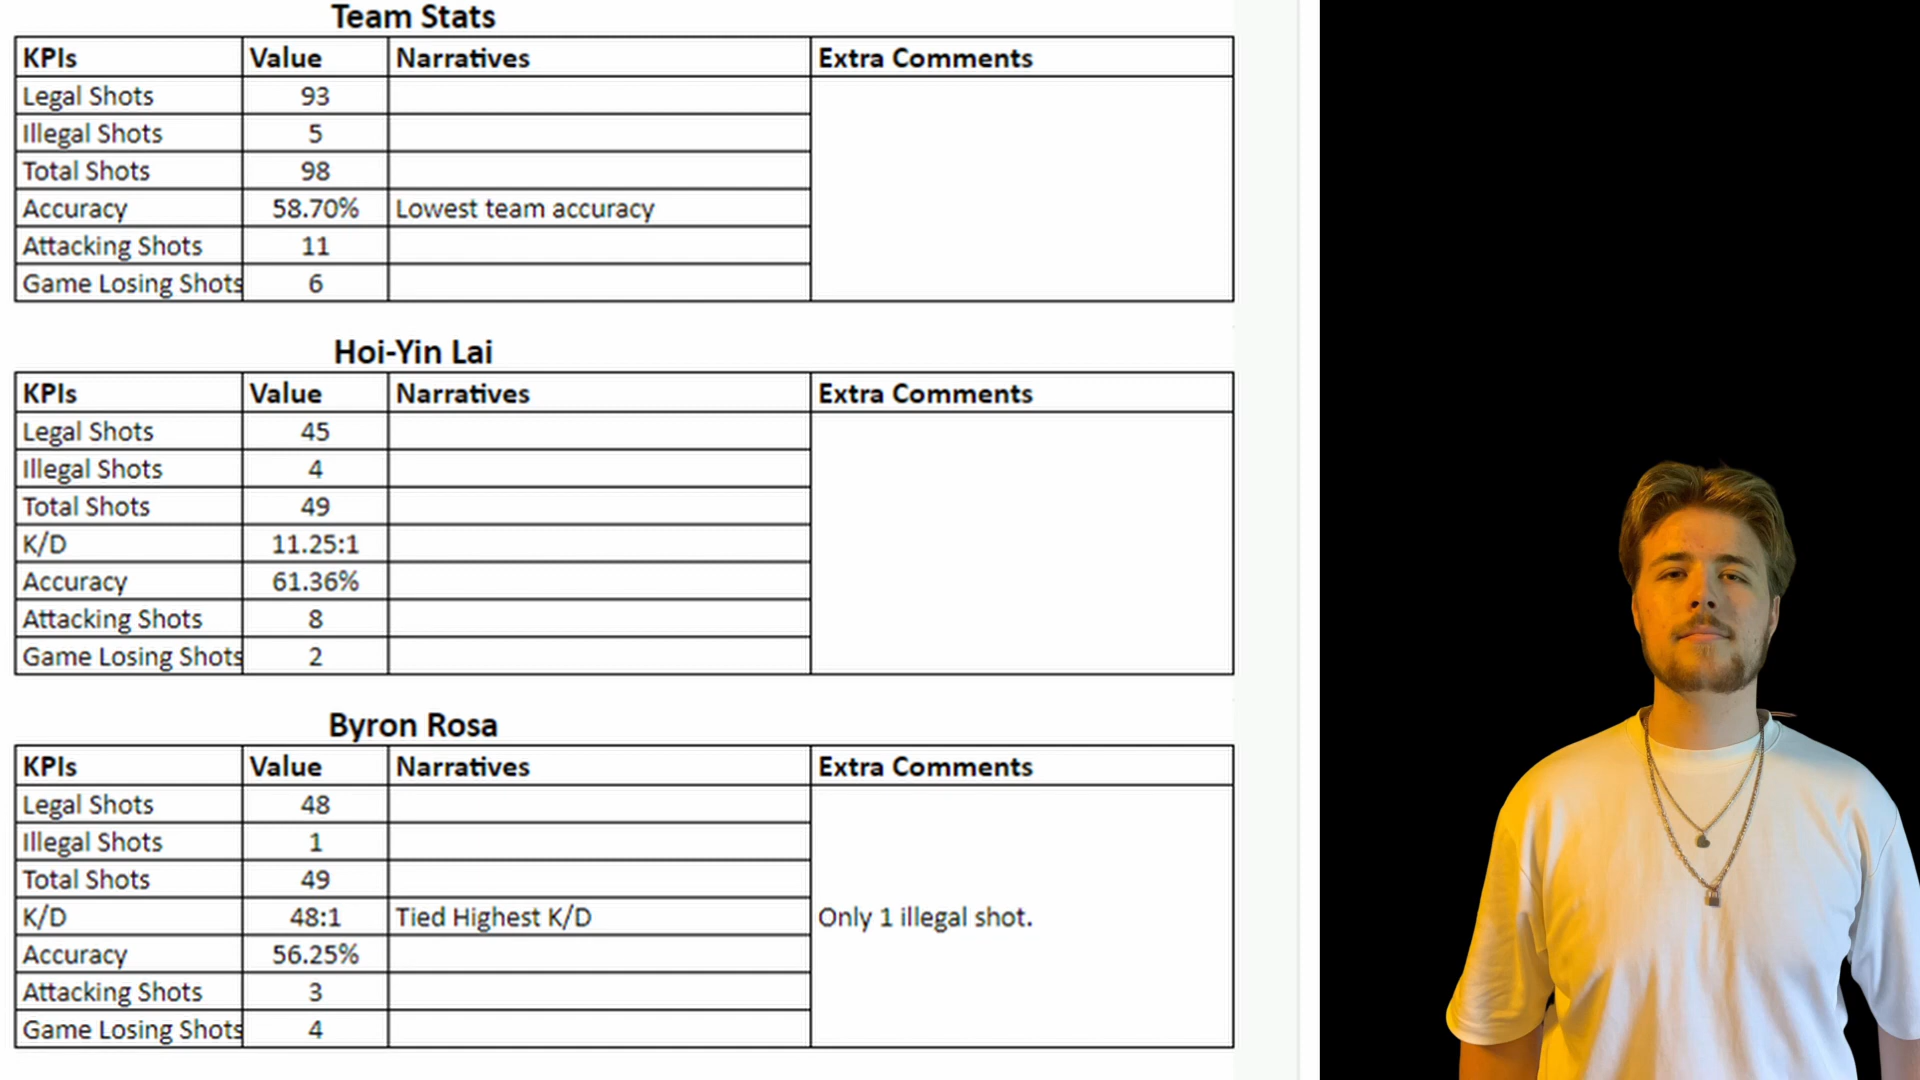 Team Stats
KPIs Value Narratives Extra Comments
Legal Shots 93
Illegal Shots 5
Total Shots 98
Accuracy 58.70% Lowest team accuracy
Attacking Shots 11
Game Losing Shots 6
Hoi-Yin Lai
KPIs Value Narratives Extra Comments
Legal Shots 45
Illegal Shots 4
Total Shots 49
K/D 11.25:1
Accuracy 61.36%
Attacking Shots 8
Game Losing Shots 2
Byron Rosa
KPIs Value Narratives Extra Comments
Legal Shots 48
Illegal Shots 1
Total Shots 49
K/D 48:1 Tied Highest K/D Only 1 illegal shot.
Accuracy 56.25%
Attacking Shots 3
Game Losing Shots 4